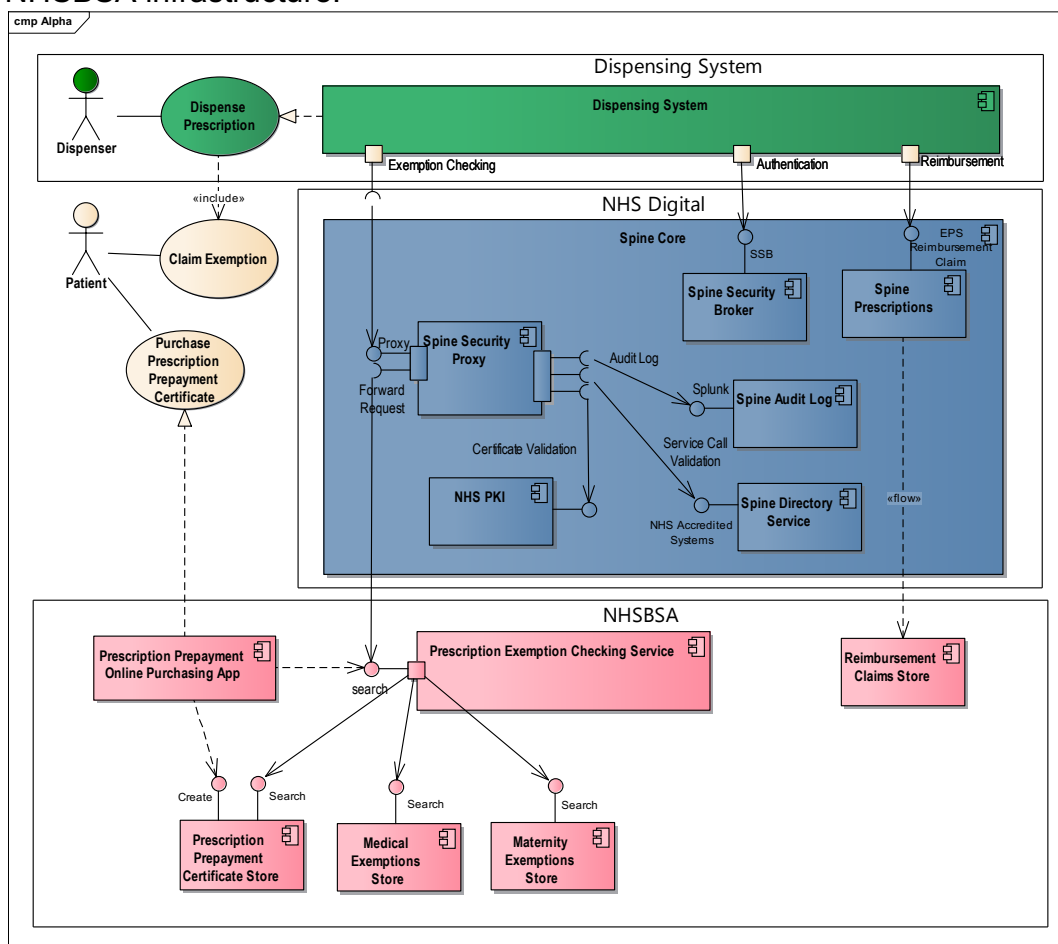 NHSBSA infrastructure.
cmp Alpha
Dispensing System
Dispensing System
Dispense
Prescription
Dispenser
Exemption Checking
Authentication
Reimbursement
«include»
NHS Digital
Spine Core
EPS
Reimbursement
Claim
SSB
Claim Exemption
Patient
Spine Security
Broker
Spine
Prescriptions
Purchase
Prescription
Prepayment
Certificate
Proxy
Spine Security
Proxy
Audit Log
Forward
Request
Splunk
Spine Audit Log
Certificate Validation
Service Call
Validation
NHS PKI
Spine Directory
Service
«flow»
NHS Accredited
Systems
NHSBSA
Prescription Prepayment
Online Purchasing App
Prescription Exemption Checking Service
Reimbursement
Claims Store
search
Create
Search
Search
Search
Prescription
Prepayment
Certificate Store
Medical
Exemptions
Store
Maternity
Exemptions
Store